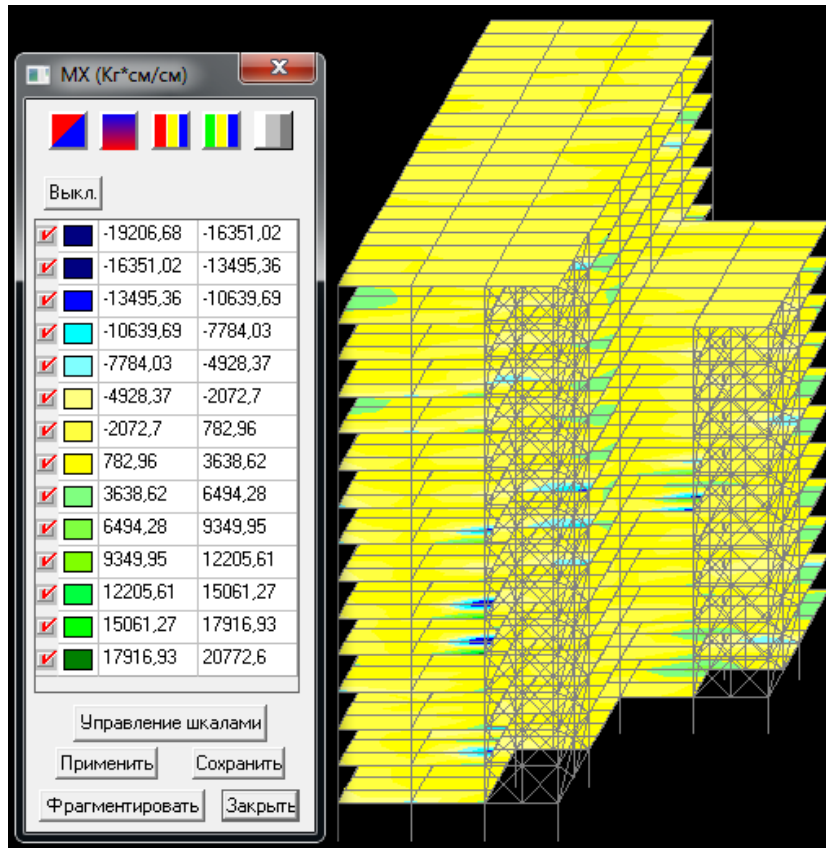 MX (Кг*см/см)
Выкл.
-19206,68 -16351,02
-16351,02 -13495,36
-13495,36 -10639,69
-10639,69 -7784,03
-7784,03 -4928,37
-4928,37 -2072,7
-2072,7 782,96
782,96 3638,62
3638,62 6494,28
6494,28 9349,95
9349,95 12205,61
12205,61 15061,27
15061,27 17916,93
17916,93 20772,6
Управление шкалами
Применить Сохранить
Фрагментировать Закрыть